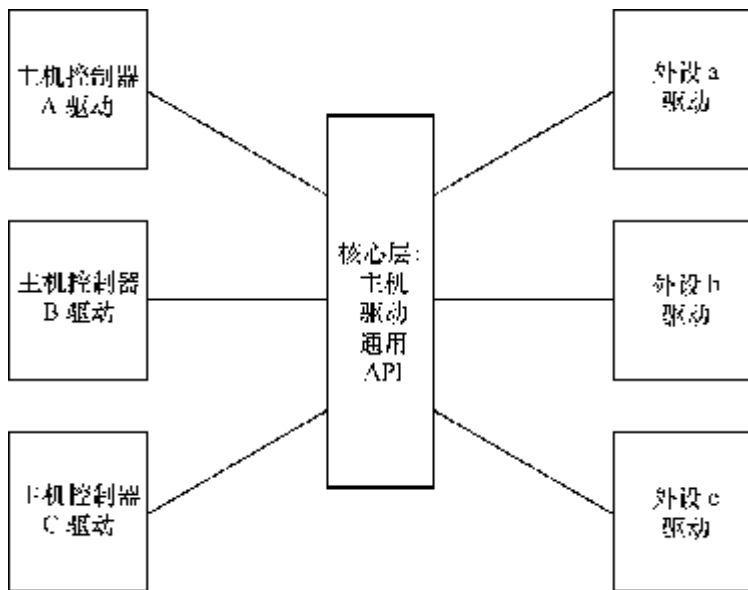 主机控制器
A 驱动
外设 a
驱动
核心层:
主机
驱动
通用
API
主机控制器
B 驱动
外设 b
驱动
主机控制器
C 驱动
外设 c
驱动